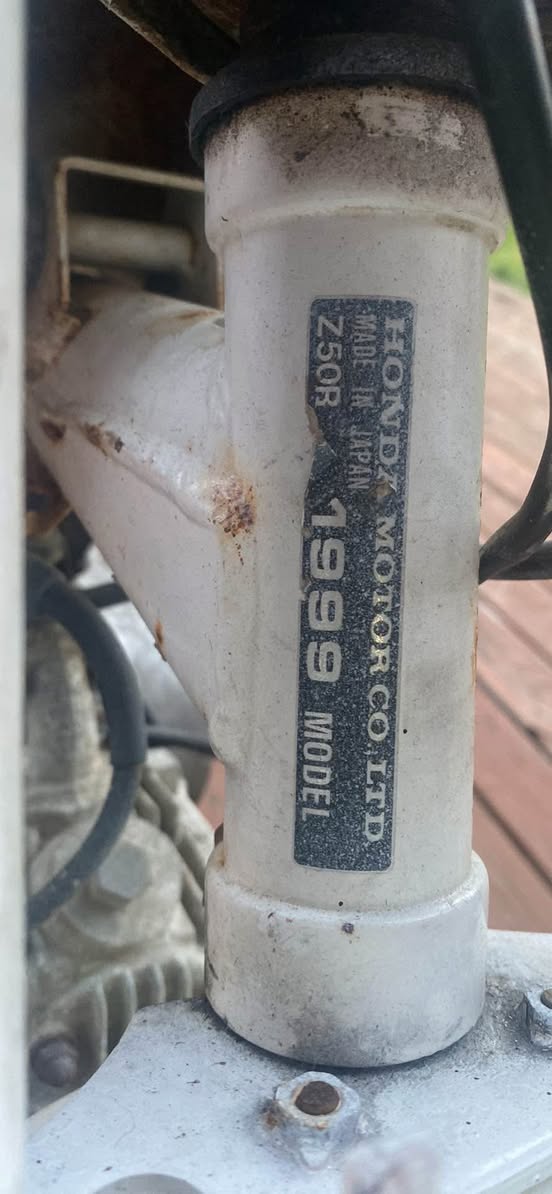 HONDA MOTOR CO. LTD
MADE IN JAPAN
Z50R 1999 MODEL